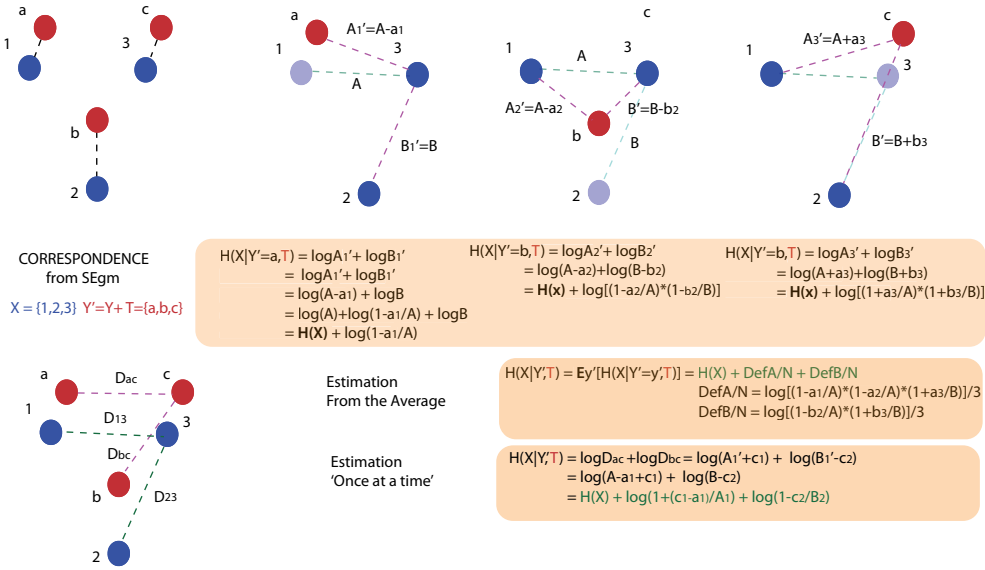 a
c
1
3
b
2
a
A1'=A-a1
1
3
A
B1'=B
2
c
1
A
3
A2'=A-a2
B'=B-b2
b
B
2
c
A3'=A+a3
1
3
B'=B+b3
2
CORRESPONDENCE
from SEgm
X = {1,2,3} Y'=Y+ T={a,b,c}
H(X|Y'=a,T) = logA1'+ logB1'
= logA1'+ logB1'
= log(A-a1) + logB
= log(A)+log(1-a1/A) + logB
= H(X) + log(1-a1/A)
H(X|Y'=b,T) = logA2'+ logB2'
= log(A-a2)+log(B-b2)
= H(x) + log[(1-a2/A)*(1-b2/B)]
H(X|Y'=b,T) = logA3'+ logB3'
= log(A+a3)+log(B+b3)
= H(x) + log[(1+a3/A)*(1+b3/B)]
a
Dac
c
1
D13
3
Dbc
b
D23
2
Estimation
From the Average
H(X|Y',T) = Ey'[H(X|Y'=y',T)] = H(X) + DefA/N + DefB/N
DefA/N = log[(1-a1/A)*(1-a2/A)*(1+a3/B)]/3
DefB/N = log[(1-b2/A)*(1+b3/B)]/3
Estimation
'Once at a time'
H(X|Y',T) = logDac+logDbc= log(A1'+c1) + log(B1'-c2)
= log(A-a1+c1) + log(B-c2)
= H(X) + log(1+(c1-a1)/A1) + log(1-c2/B2)